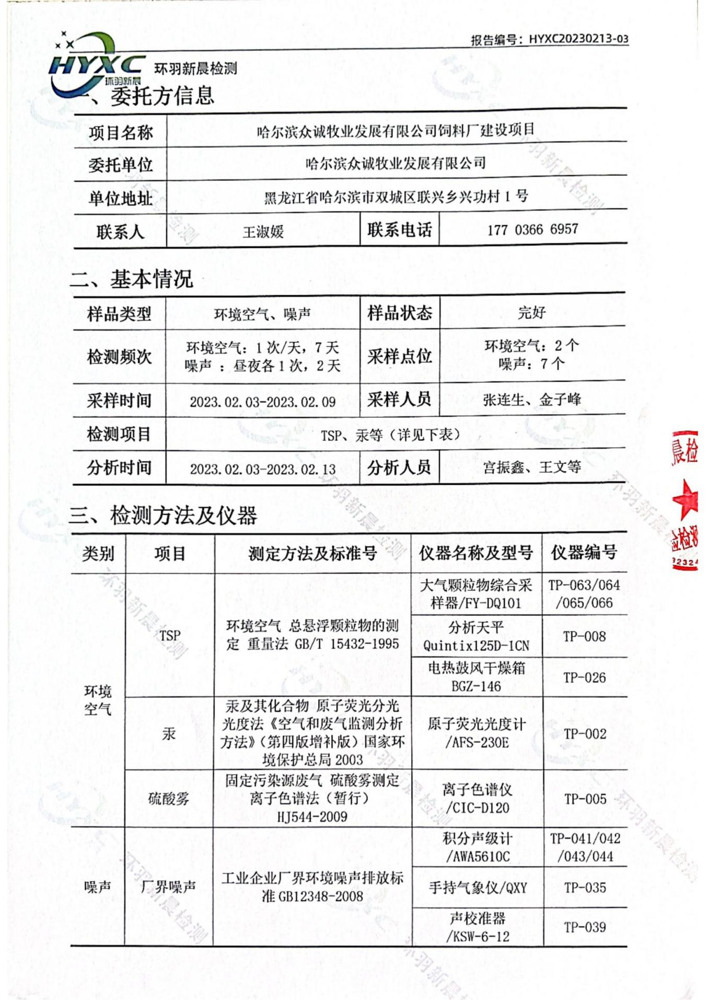 报告编号：HYXC20230213-03
HYXC 环羽新晨检测
环羽新晨
一、委托方信息
项目名称 哈尔滨众诚牧业发展有限公司饲料厂建设项目
委托单位 哈尔滨众诚牧业发展有限公司
单位地址 黑龙江省哈尔滨市双城区联兴乡兴功村 1 号
联系人 王淑媛 联系电话 177 0366 6957
二、基本情况
样品类型 环境空气、噪声 样品状态 完好
检测频次 环境空气：1 次/天，7 天 采样点位 环境空气：2 个
噪声 ：昼夜各 1 次，2 天 噪声：7 个
采样时间 2023.02.03-2023.02.09 采样人员 张连生、金子峰
检测项目 TSP、汞等（详见下表）
分析时间 2023.02.03-2023.02.13 分析人员 宫振鑫、王文等
三、检测方法及仪器
类别 项目 测定方法及标准号 仪器名称及型号 仪器编号
环境
空气
TSP
环境空气 总悬浮颗粒物的测
定 重量法 GB/T 15432-1995
大气颗粒物综合采
样器/FY-DQ101
TP-063/064
/065/066
分析天平
Quintix125D-1CN
TP-008
电热鼓风干燥箱
BGZ-146
TP-026
汞
汞及其化合物 原子荧光分光
光度法《空气和废气监测分析
方法》（第四版增补版）国家环
境保护总局 2003
原子荧光光度计
/AFS-230E
TP-002
硫酸雾
固定污染源废气 硫酸雾测定
离子色谱法（暂行）
HJ544-2009
离子色谱仪
/CIC-D120
TP-005
噪声
厂界噪声
工业企业厂界环境噪声排放标
准 GB12348-2008
积分声级计
/AWA5610C
TP-041/042
/043/044
手持气象仪/QXY
TP-035
声校准器
/KSW-6-12
TP-039
晨检
检测
32324